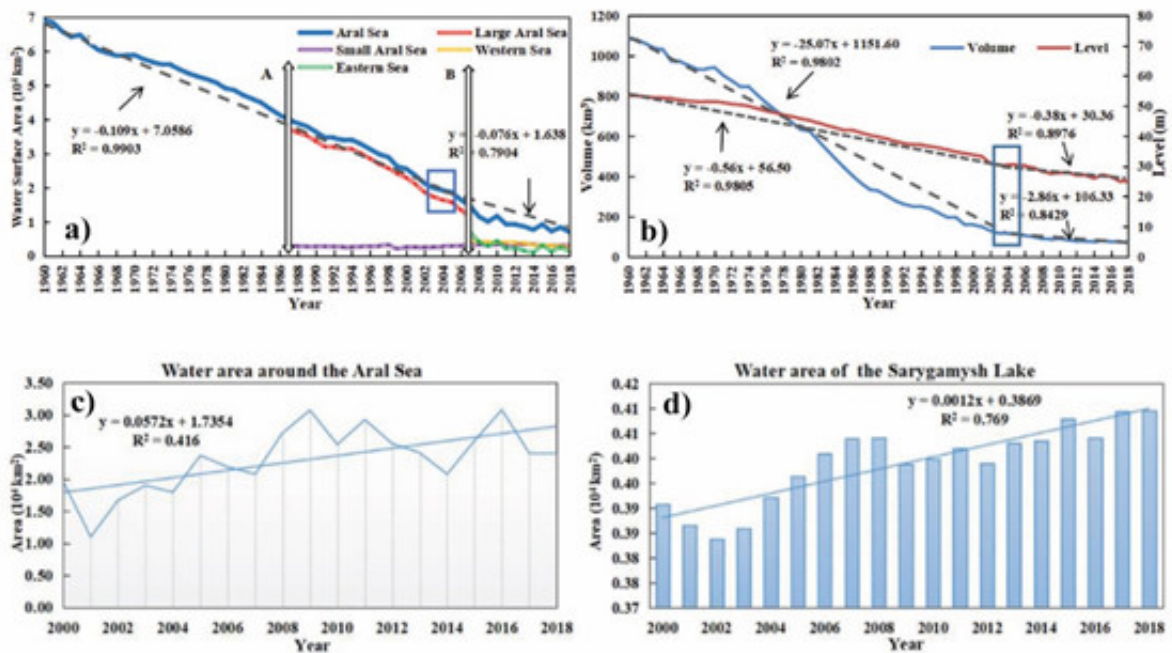 a)
Aral Sea
Large Aral Sea
Small Aral Sea
Western Sea
Eastern Sea
A
B
y = -0.109x + 7.0586
R² = 0.9903
y = -0.076x + 1.638
R² = 0.7904
Water Surface Area (10⁴ km²)
7
6
5
4
3
2
1
0
1960 1962 1964 1966 1968 1970 1972 1974 1976 1978 1980 1982 1984 1986 1988 1990 1992 1994 1996 1998 2000 2002 2004 2006 2008 2010 2012 2014 2016 2018
Year
b)
Volume
Level
y = -25.07x + 1151.60
R² = 0.9802
y = -0.38x + 30.36
R² = 0.8976
y = -0.56x + 56.50
R² = 0.9805
y = -2.86x + 106.33
R² = 0.8429
Volume (km³)
1200
1000
800
600
400
200
0
Level (m)
80
70
60
50
40
30
20
10
0
1960 1962 1964 1966 1968 1970 1972 1974 1976 1978 1980 1982 1984 1986 1988 1990 1992 1994 1996 1998 2000 2002 2004 2006 2008 2010 2012 2014 2016 2018
Year
Water area around the Aral Sea
c)
y = 0.0572x + 1.7354
R² = 0.416
Area (10⁴ km²)
3.50
3.00
2.50
2.00
1.50
1.00
0.50
0.00
2000 2002 2004 2006 2008 2010 2012 2014 2016 2018
Year
Water area of the Sarygamysh Lake
d)
y = 0.0012x + 0.3869
R² = 0.769
Area (10⁴ km²)
0.42
0.41
0.41
0.40
0.40
0.39
0.39
0.38
0.38
0.37
2000 2002 2004 2006 2008 2010 2012 2014 2016 2018
Year